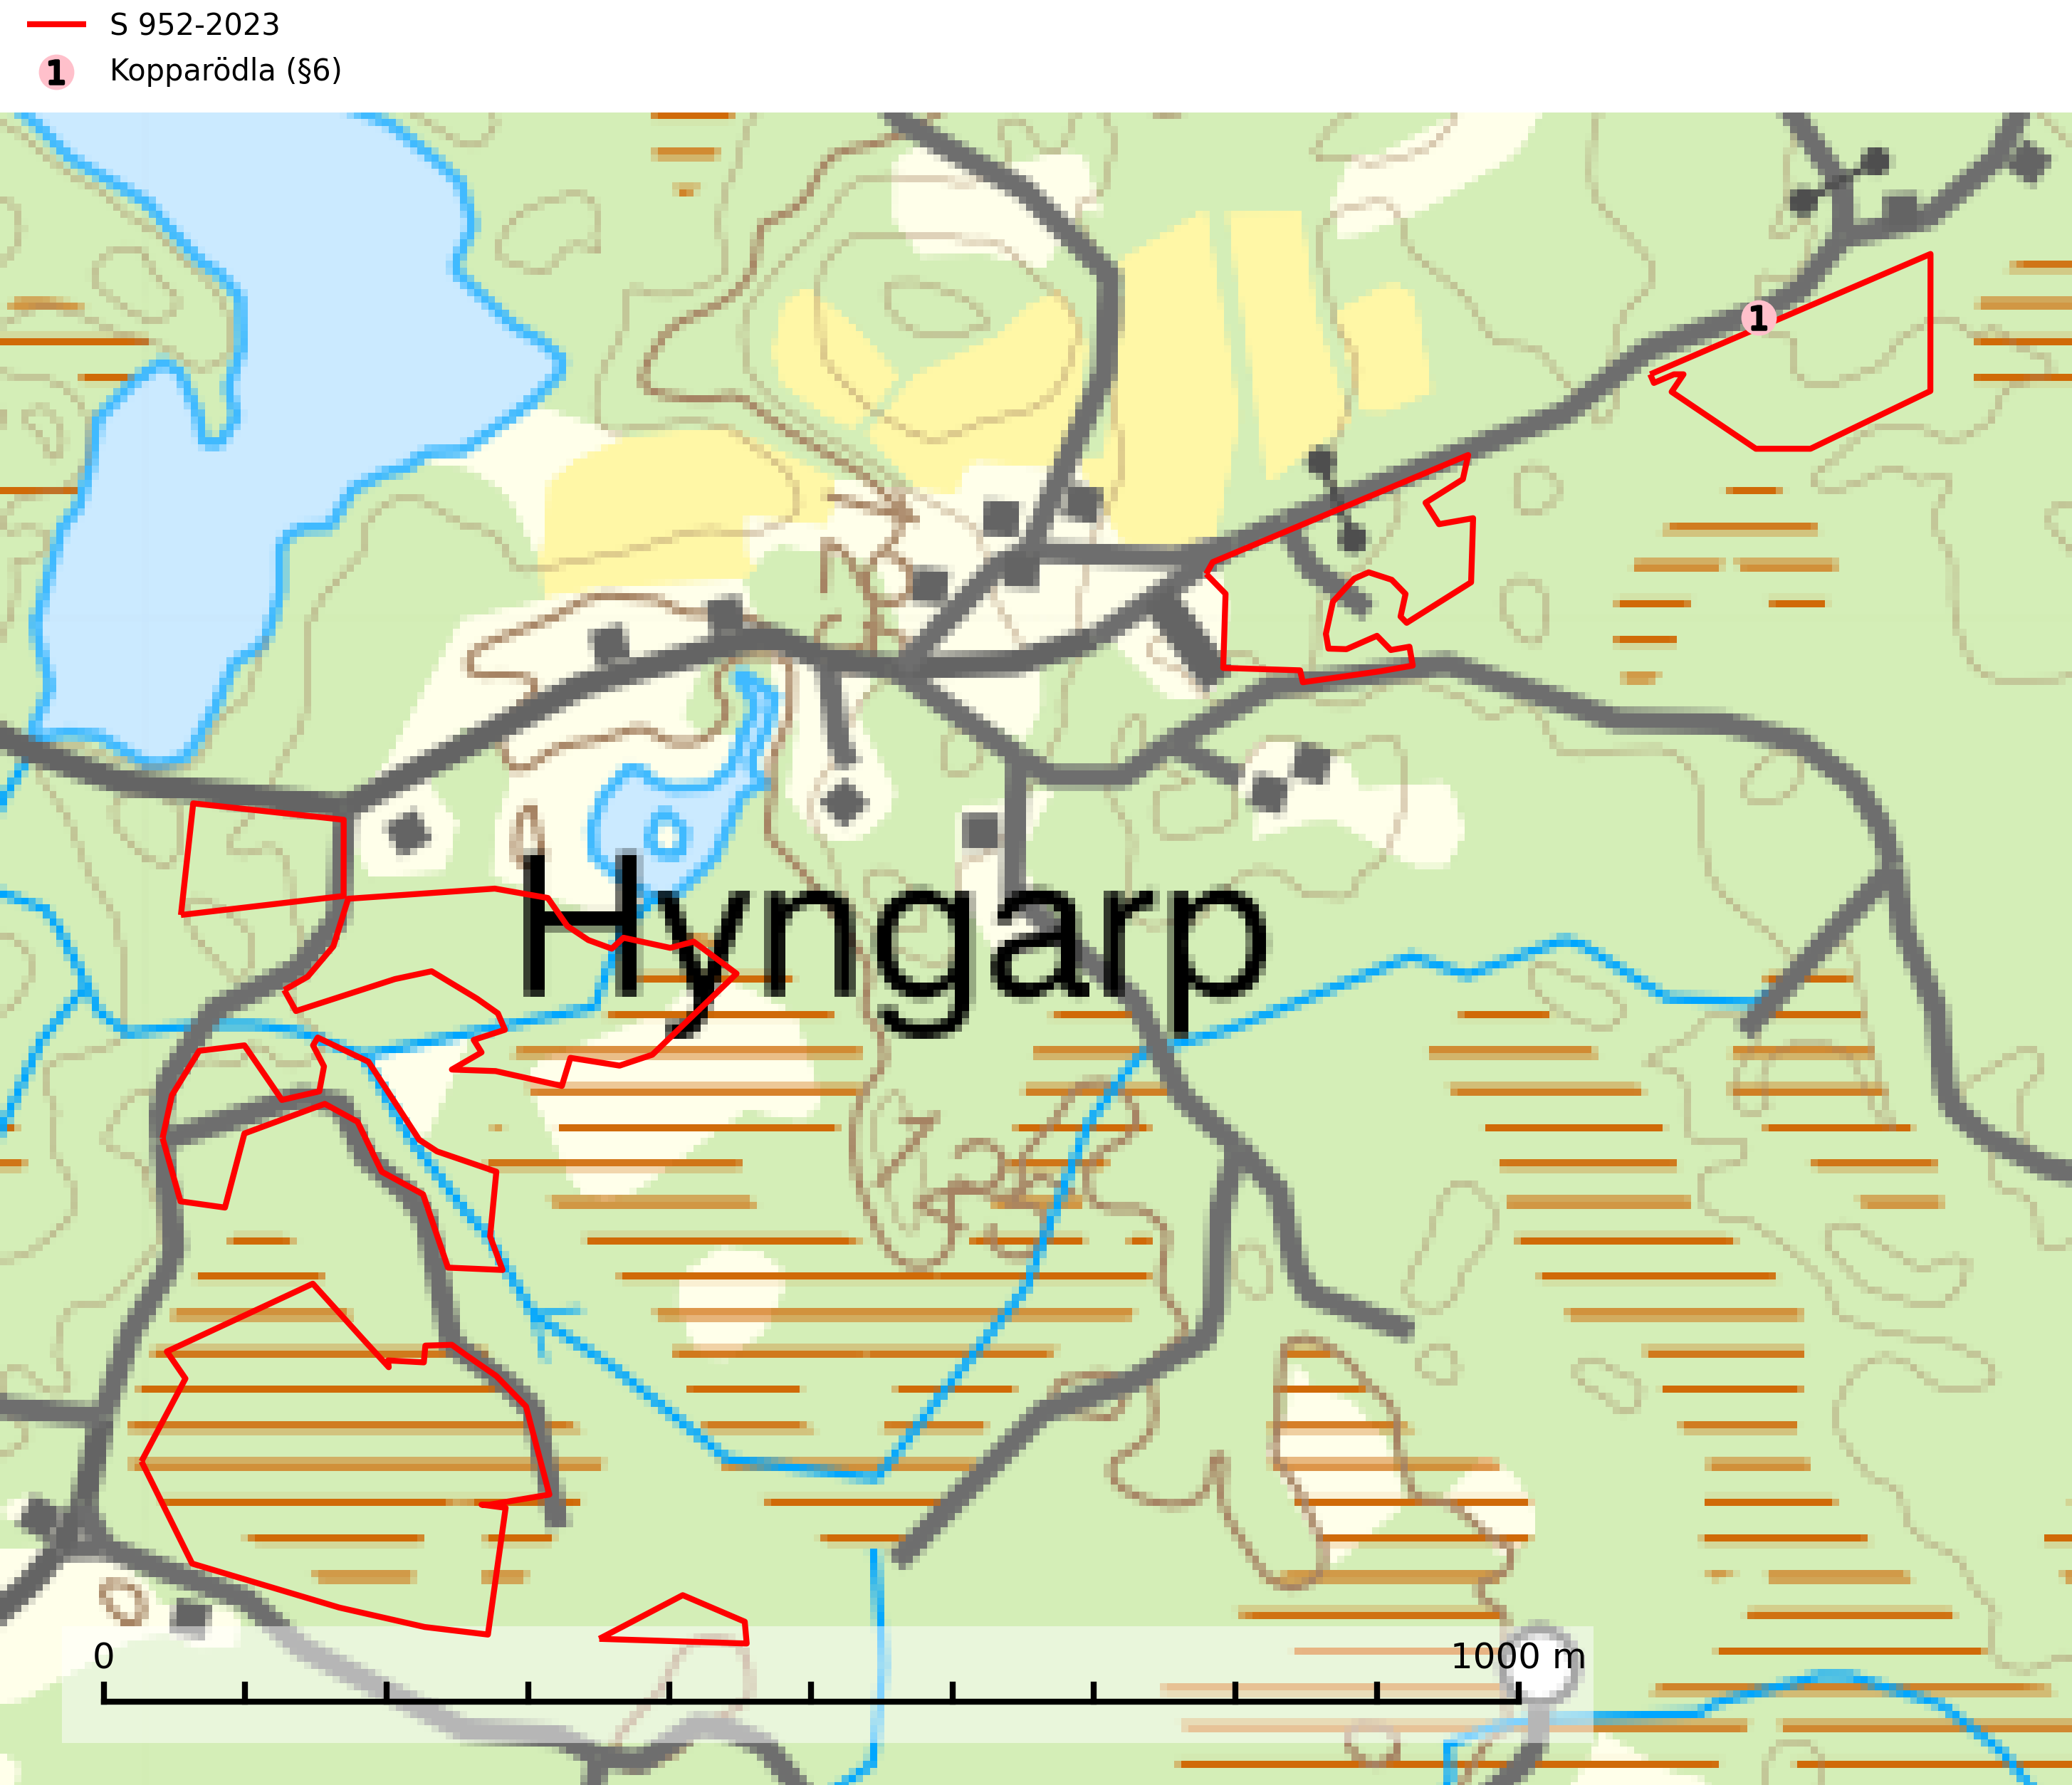 S 952-2023
1 Kopparödla (§6)
1
Hyngarp
0 1000 m